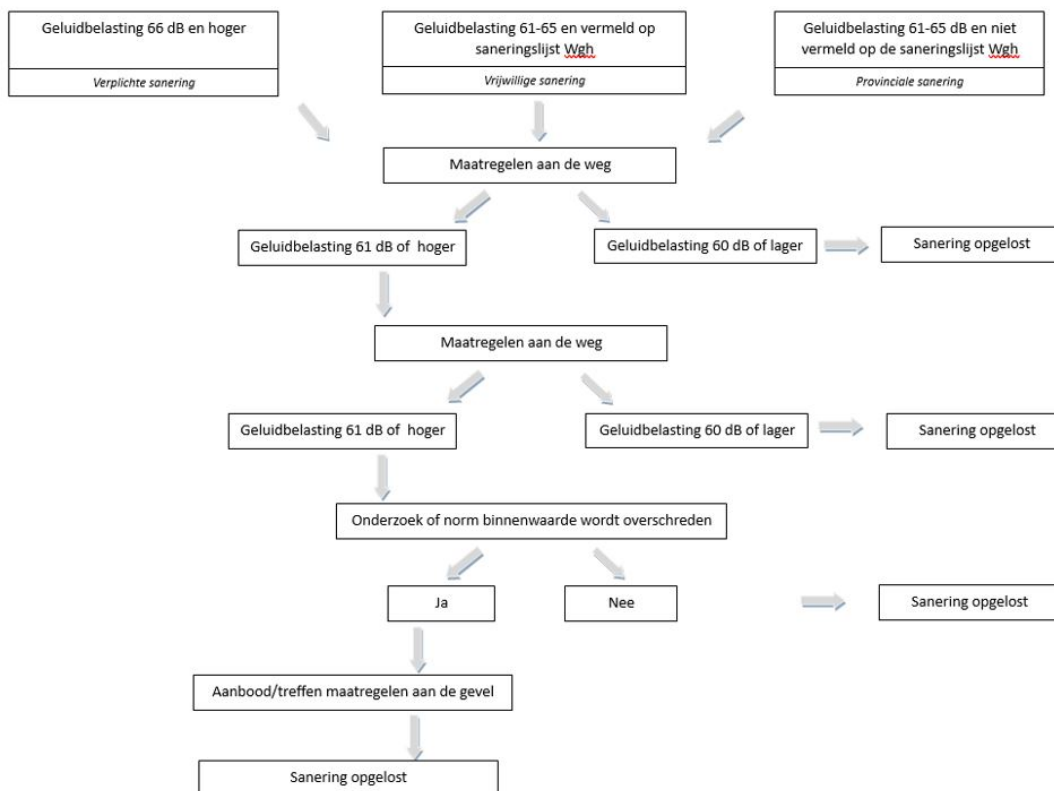 Geluidbelasting 66 dB en hoger
Verplichte sanering
Geluidbelasting 61-65 en vermeld op
saneringslijst Wgh
Vrijwillige sanering
Geluidbelasting 61-65 dB en niet
vermeld op de saneringslijst Wgh
Provinciale sanering
Maatregelen aan de weg
Geluidbelasting 61 dB of hoger
Geluidbelasting 60 dB of lager
Sanering opgelost
Maatregelen aan de weg
Geluidbelasting 61 dB of hoger
Geluidbelasting 60 dB of lager
Sanering opgelost
Onderzoek of norm binnenwaarde wordt overschreden
Ja
Nee
Sanering opgelost
Aanbood/treffen maatregelen aan de gevel
Sanering opgelost